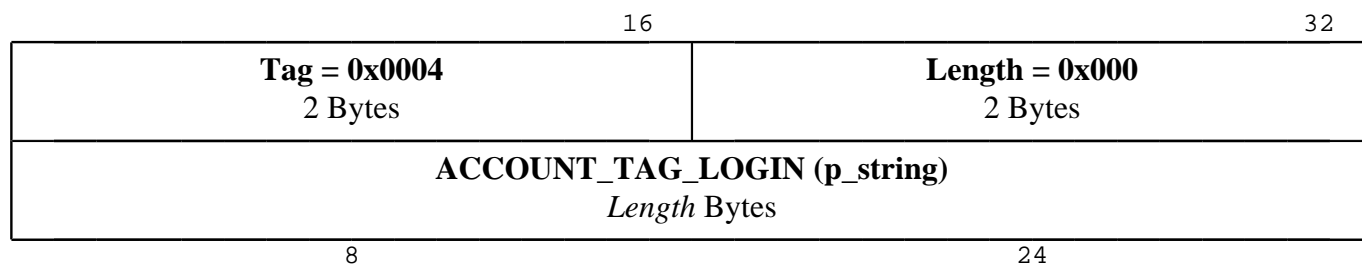 16 32
Tag = 0x0004 Length = 0x000
2 Bytes 2 Bytes
ACCOUNT_TAG_LOGIN (p_string)
Length Bytes
8 24